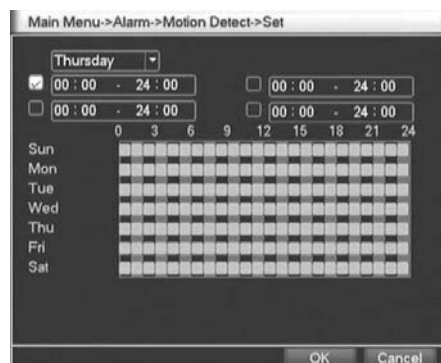 Main Menu->Alarm->Motion Detect->Set
Thursday
00 : 00 - 24 : 00 00 : 00 - 24 : 00
00 : 00 - 24 : 00 00 : 00 - 24 : 00
0 3 6 9 12 15 18 21 24
Sun
Mon
Tue
Wed
Thu
Fri
Sat
OK Cancel